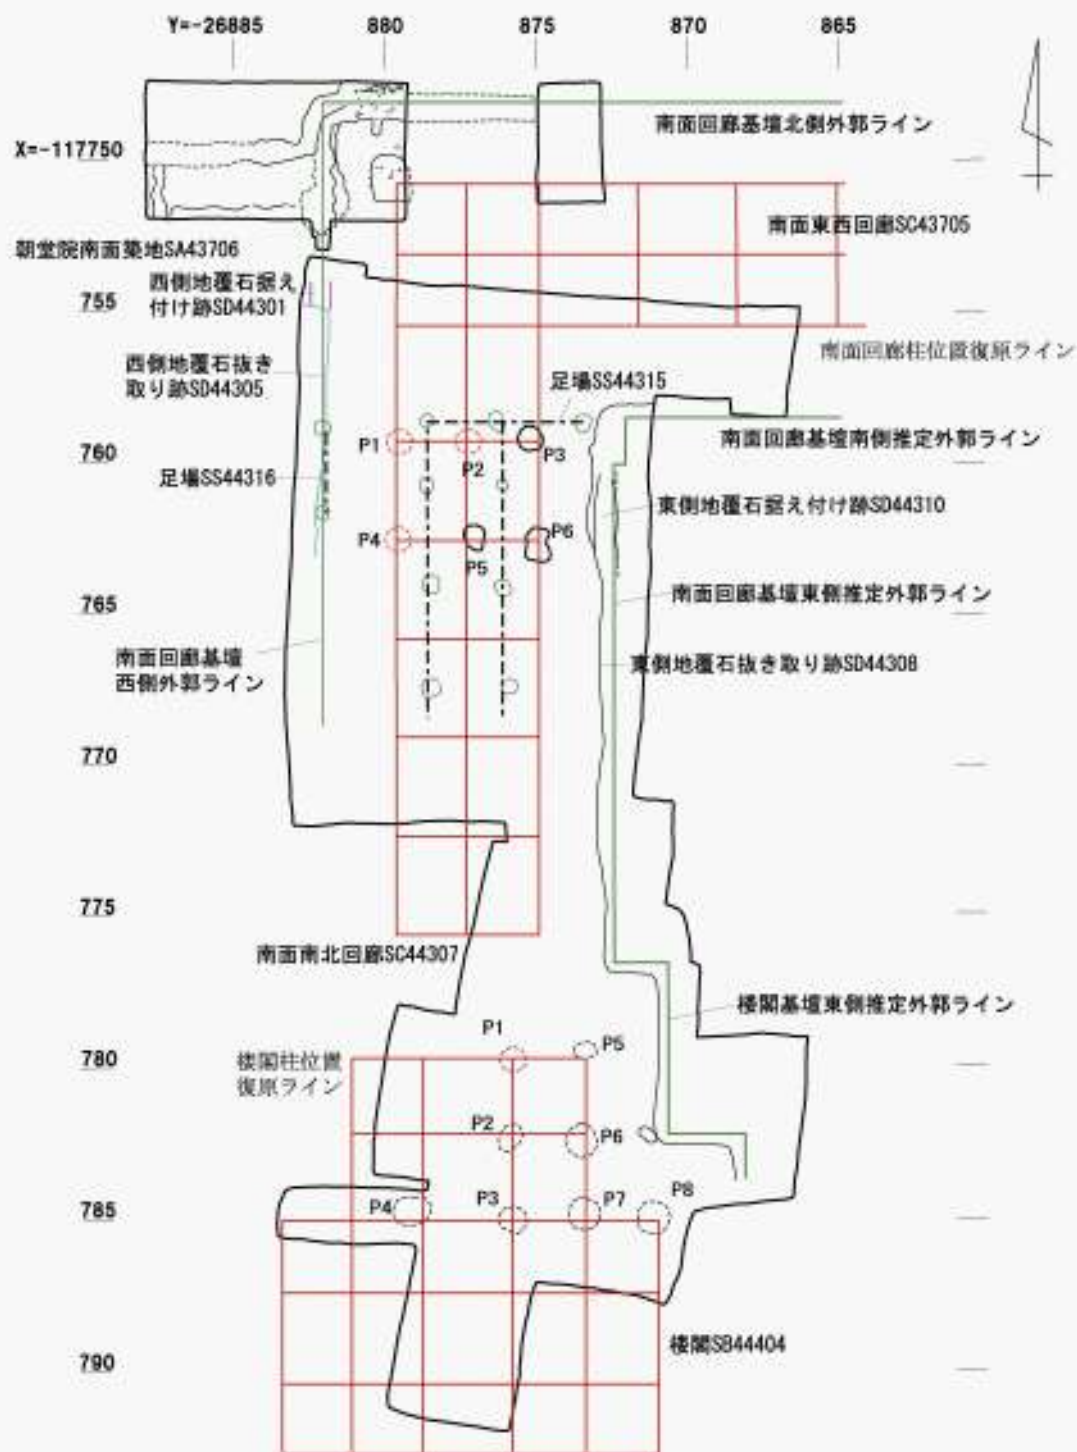 Y=-26885 880 875 870 865
南面回廊基壇北側外郭ライン
X=-117750
南面東西回廊SC43705
朝堂院南面築地SA43706
西側地覆石据え
付け跡SD44301
755
南面回廊柱位置復原ライン
西側地覆石抜き
取り跡SD44305
足場SS44315
南面回廊基壇南側推定外郭ライン
P1
P2
P3
760
足場SS44316
東側地覆石据え付け跡SD44310
P4
P5
P6
765
南面回廊基壇東側推定外郭ライン
南面回廊基壇
西側外郭ライン
東側地覆石抜き取り跡SD44308
770
775
南面南北回廊SC44307
楼閣基壇東側推定外郭ライン
780
楼閣柱位置
復原ライン
P1
P5
P2
P6
785
P4
P3
P7
P8
楼閣SB44404
790